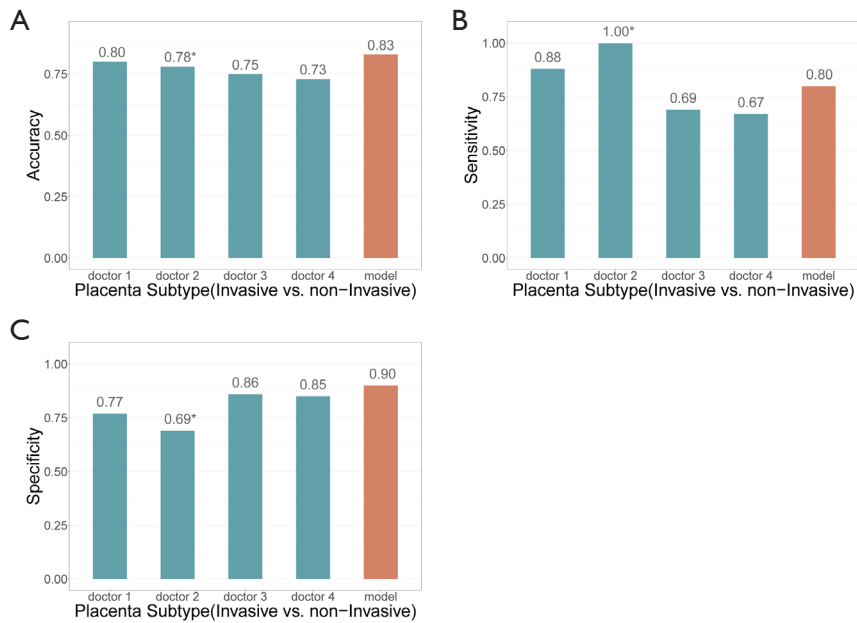 A
0.80
0.78*
0.75
0.73
0.83
0.75
0.50
0.25
0.00
Accuracy
doctor 1
doctor 2
doctor 3
doctor 4
model
Placenta Subtype(Invasive vs. non−Invasive)
B
0.88
1.00*
0.69
0.67
0.80
1.00
0.75
0.50
0.25
0.00
Sensitivity
doctor 1
doctor 2
doctor 3
doctor 4
model
Placenta Subtype(Invasive vs. non−Invasive)
C
0.77
0.69*
0.86
0.85
0.90
1.00
0.75
0.50
0.25
0.00
Specificity
doctor 1
doctor 2
doctor 3
doctor 4
model
Placenta Subtype(Invasive vs. non−Invasive)